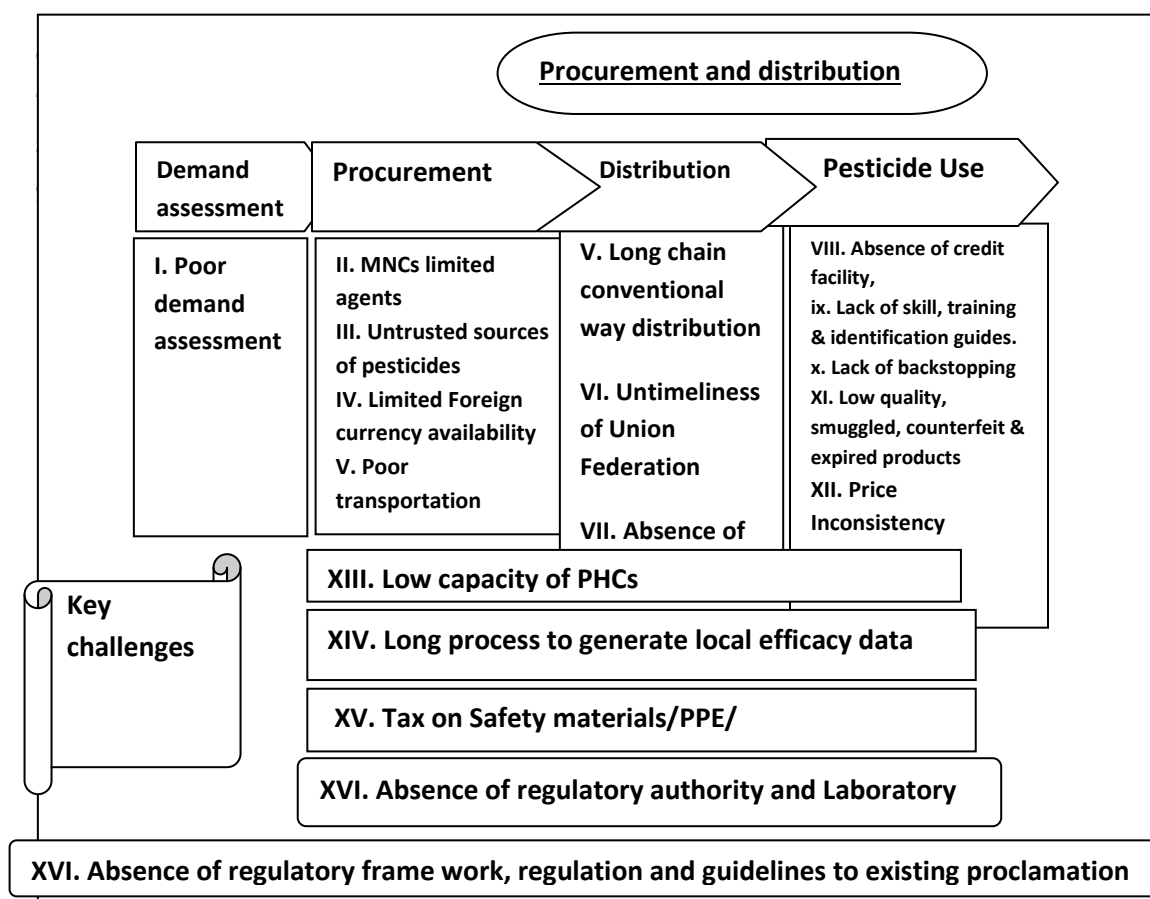 Procurement and distribution
Demand
assessment
Procurement
Distribution
Pesticide Use
I. Poor
demand
assessment
II. MNCs limited
agents
III. Untrusted sources
of pesticides
IV. Limited Foreign
currency availability
V. Poor
transportation
V. Long chain
conventional
way distribution
VI. Untimeliness
of Union
Federation
VII. Absence of
VIII. Absence of credit
facility,
ix. Lack of skill, training
& identification guides.
x. Lack of backstopping
XI. Low quality,
smuggled, counterfeit &
expired products
XII. Price
Inconsistency
Key
challenges
XIII. Low capacity of PHCs
XIV. Long process to generate local efficacy data
XV. Tax on Safety materials/PPE/
XVI. Absence of regulatory authority and Laboratory
XVI. Absence of regulatory frame work, regulation and guidelines to existing proclamation